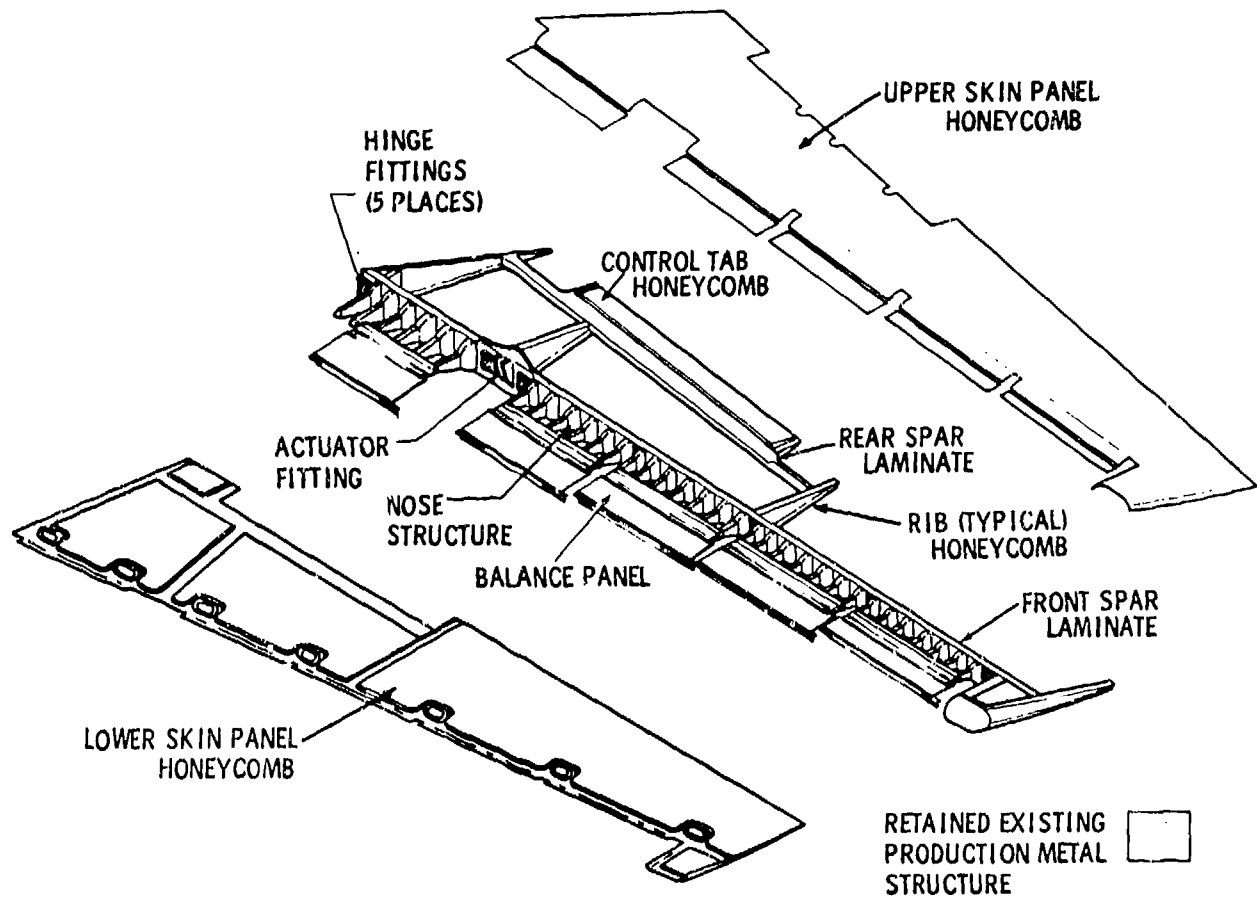 UPPER SKIN PANEL
HONEYCOMB
HINGE
FITTINGS
(5 PLACES)
CONTROL TAB
HONEYCOMB
ACTUATOR
FITTING
NOSE
STRUCTURE
BALANCE PANEL
REAR SPAR
LAMINATE
RIB (TYPICAL)
HONEYCOMB
FRONT SPAR
LAMINATE
LOWER SKIN PANEL
HONEYCOMB
RETAINED EXISTING
PRODUCTION METAL
STRUCTURE